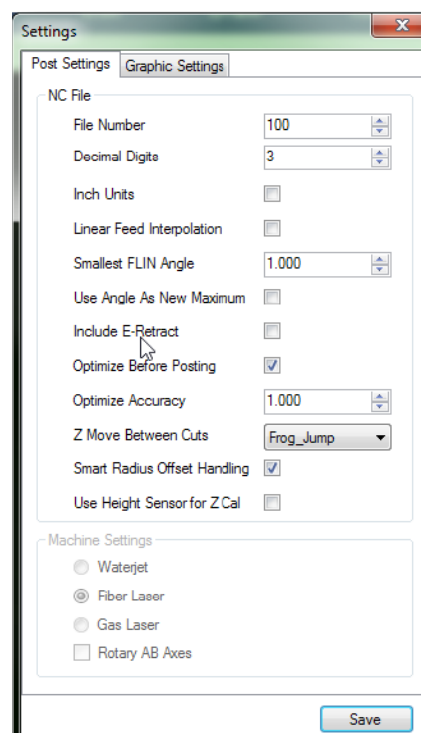 Settings
Post Settings Graphic Settings
NC File
File Number 100
Decimal Digits 3
Inch Units
Linear Feed Interpolation
Smallest FLIN Angle 1.000
Use Angle As New Maximum
Include E-Retract
Optimize Before Posting
Optimize Accuracy 1.000
Z Move Between Cuts Frog_Jump
Smart Radius Offset Handling
Use Height Sensor for Z Cal
Machine Settings
Waterjet
Fiber Laser
Gas Laser
Rotary AB Axes
Save